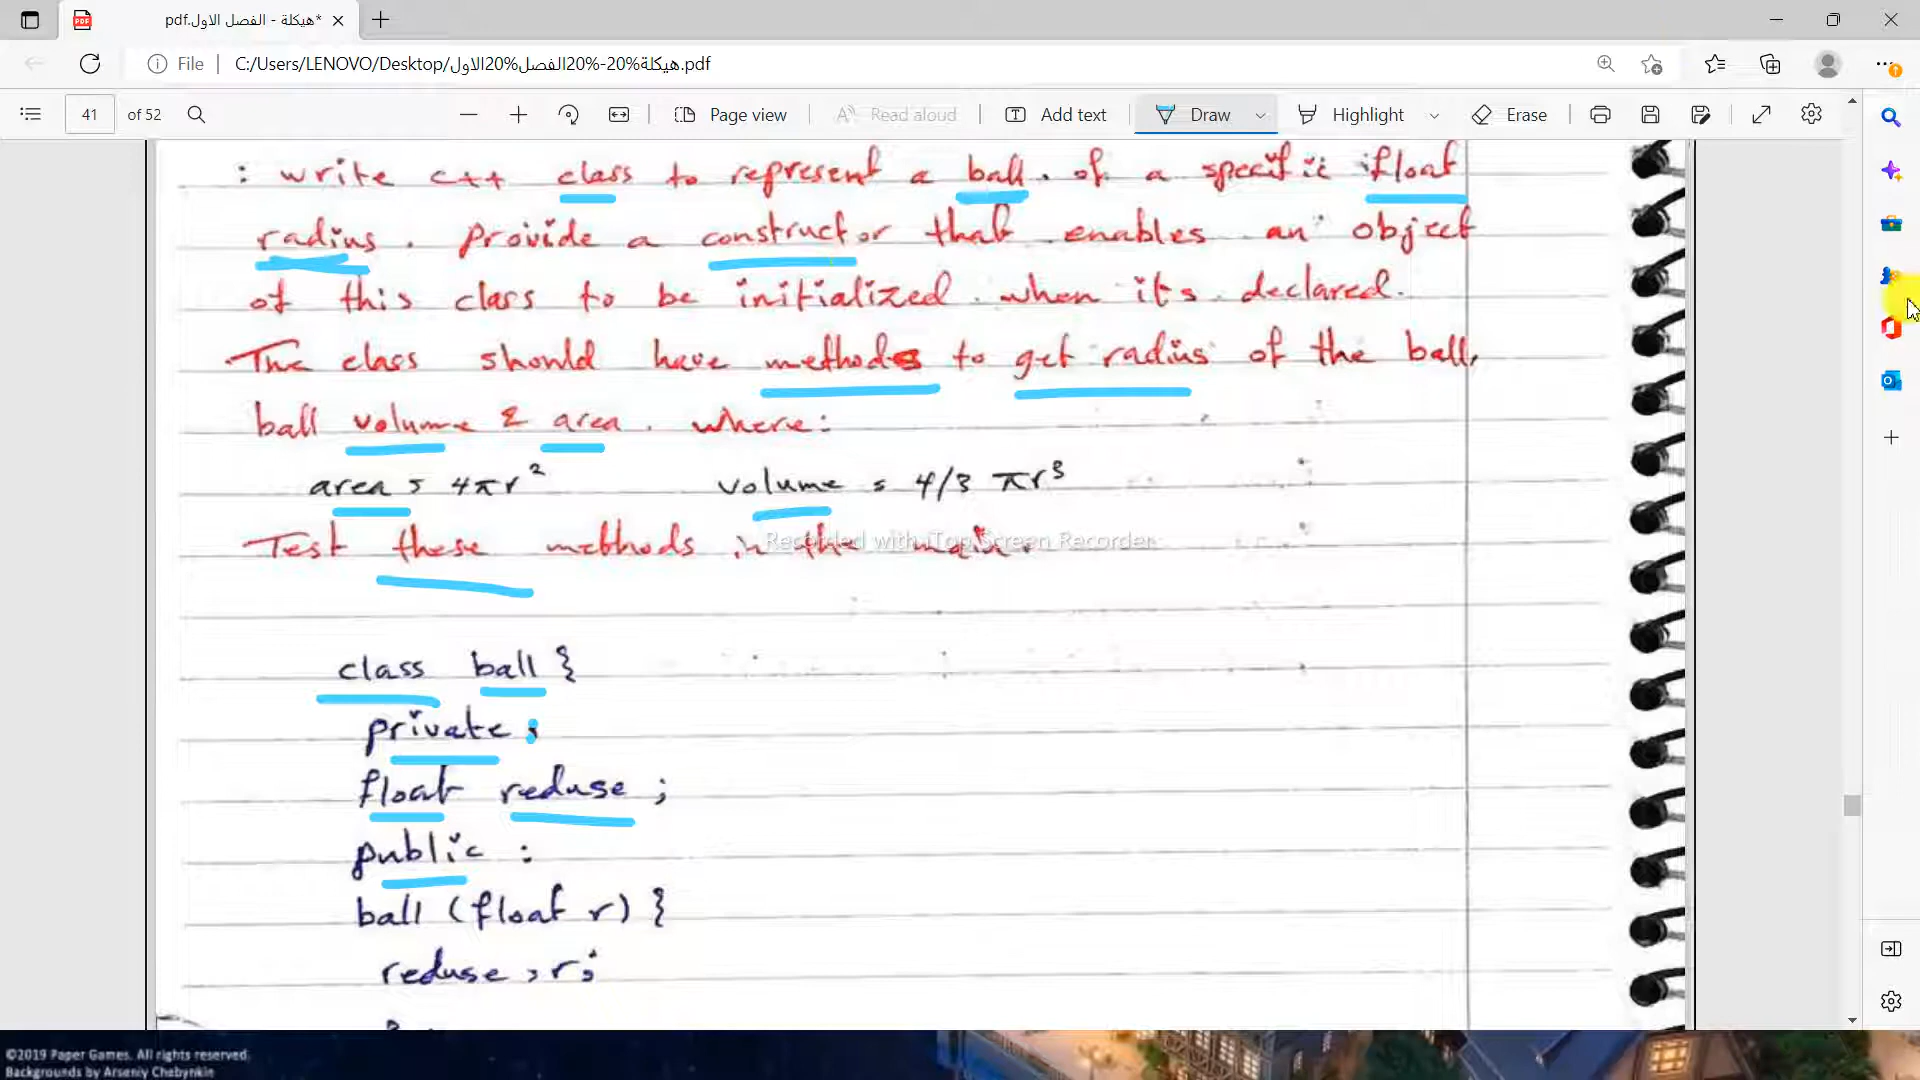 *هيكلة - الفصل الاول.pdf
File C:/Users/LENOVO/Desktop/هيكلة%20-%20الفصل%20الاول.pdf
41 of 52 Page view Read aloud Add text Draw Highlight Erase
: write c++ class to represent a ball. of a specific float
radius. provide a constructor that enables an object
of this class to be initialized when its declared.
The class should have methods to get radius of the ball,
ball volume & area. where:
area = 4πr² volume = 4/3 πr³
Test these methods in the main.
Recorded with iTop Screen Recorder
class ball {
private :
float reduse ;
public :
ball (float r) {
reduse = r;
©2019 Paper Games. All rights reserved.
Backgrounds by Arseniy Chebynkin